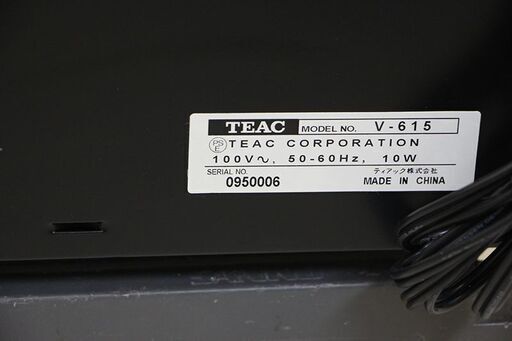 TEAC MODEL NO. V-615
PS E TEAC CORPORATION
100V∿, 50-60Hz, 10W
SERIAL NO. ティアック株式会社
0950006 MADE IN CHINA